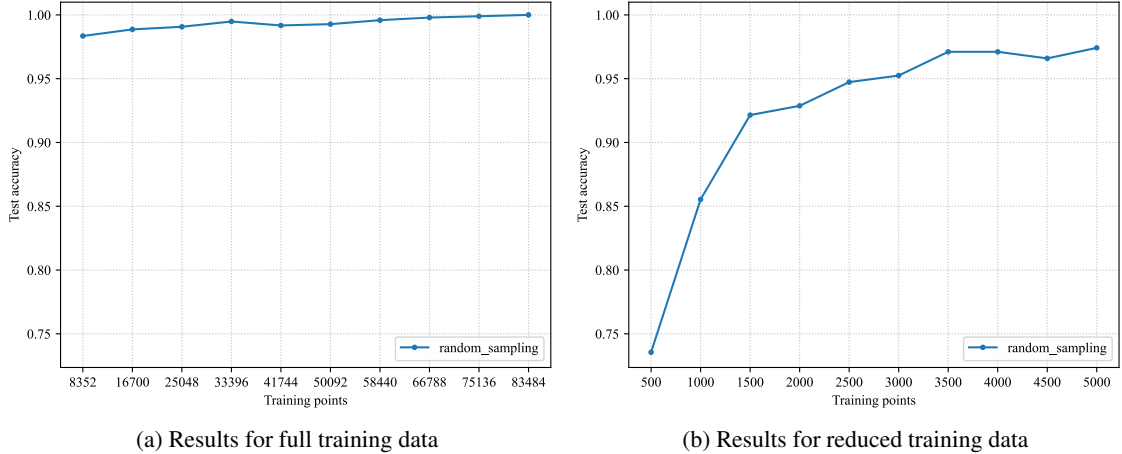 1.00
0.95
0.90
0.85
0.80
0.75
Test accuracy
random_sampling
8352 16700 25048 33396 41744 50092 58440 66788 75136 83484
Training points
(a) Results for full training data
1.00
0.95
0.90
0.85
0.80
0.75
Test accuracy
random_sampling
500 1000 1500 2000 2500 3000 3500 4000 4500 5000
Training points
(b) Results for reduced training data